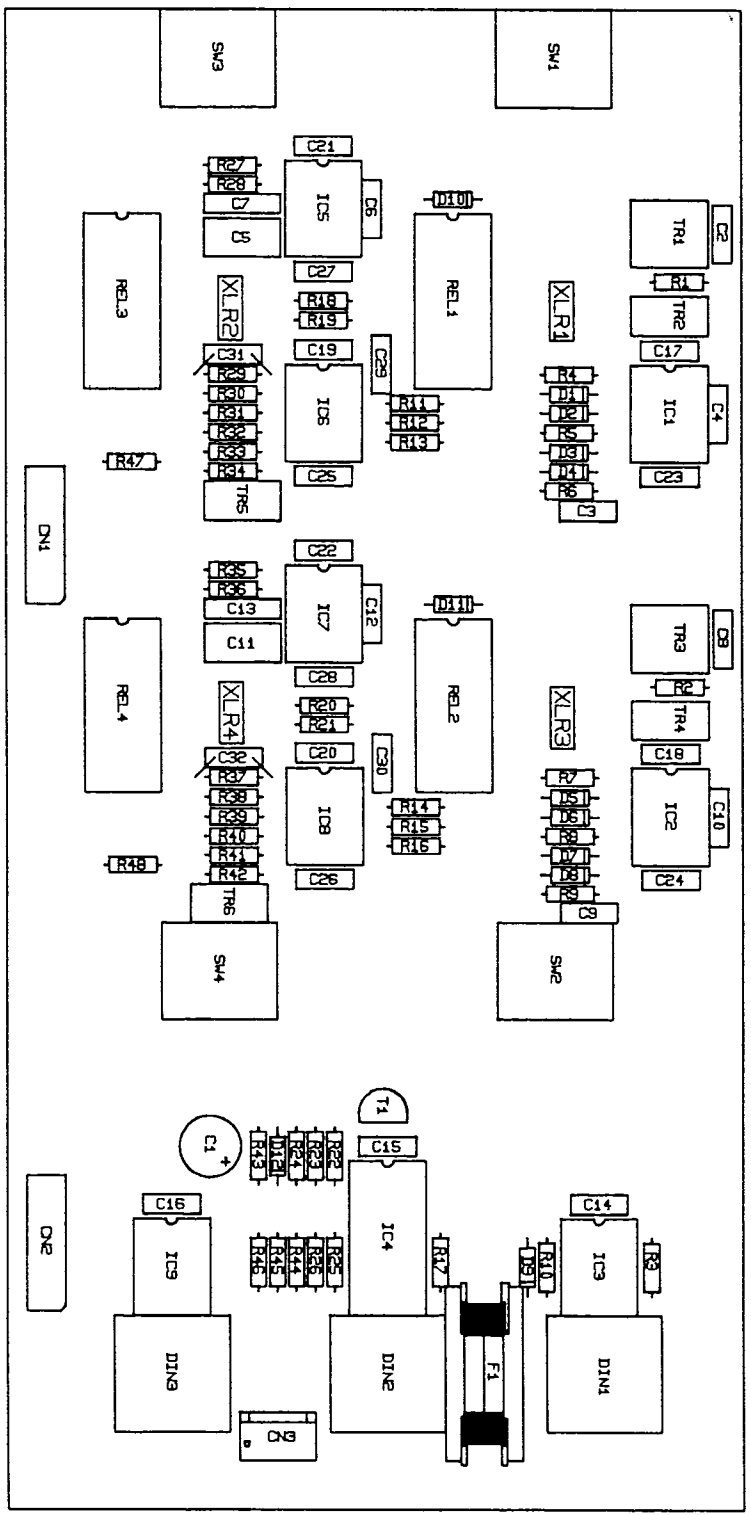 SW3
SW1
C21
R27
R28
C7
C5
IC5
C6
D10
TR1
C2
C27
R1
REL3
REL1
XLR2
XLR1
R18
R19
TR2
C31
C19
C29
C17
R29
R30
R31
R32
R33
R34
IC6
R11
R12
R13
R4
D1
D2
R5
D3
D4
R6
IC1
C4
R47
TR5
C25
C23
C3
CN1
C22
R35
R36
C13
C11
IC7
C12
D11
TR3
C8
C28
R2
REL4
REL2
XLR4
XLR3
R20
R21
TR4
C32
C20
C30
C18
R37
R38
R39
R40
R41
R42
IC8
R14
R15
R16
R7
D5
D6
R8
D7
D8
R9
IC2
C10
R48
TR6
C26
C24
C9
SW4
SW2
T1
C1
+
R43
D12
R24
R23
R22
C15
CN2
C16
C14
IC9
R46
R45
R44
R26
R25
IC4
R17
D9
R10
IC3
R3
DIN3
DIN2
F1
DIN1
CN3